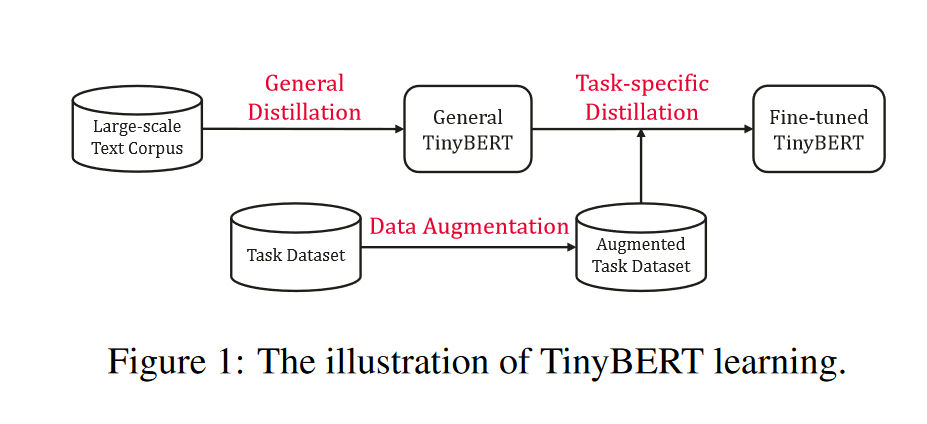 General
Distillation
Task-specific
Distillation
Large-scale
Text Corpus
General
TinyBERT
Fine-tuned
TinyBERT
Data Augmentation
Task Dataset
Augmented
Task Dataset
Figure 1: The illustration of TinyBERT learning.